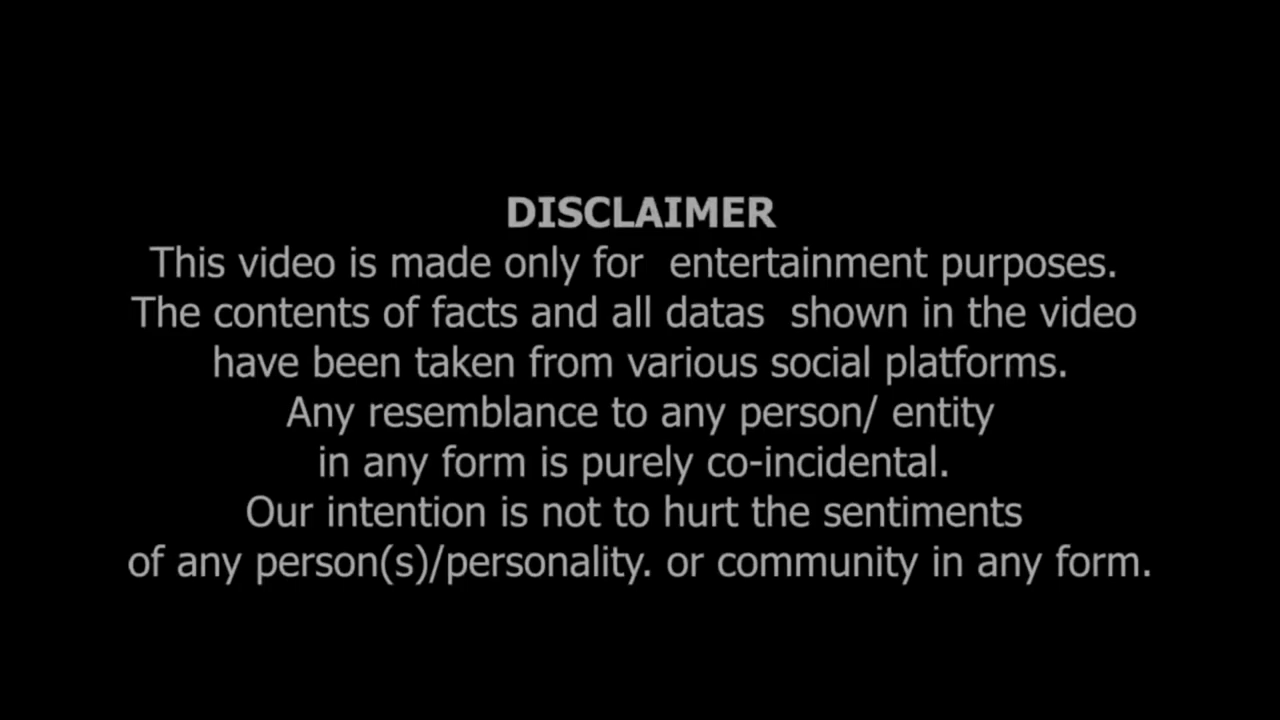 DISCLAIMER
This video is made only for  entertainment purposes.
The contents of facts and all datas  shown in the video
have been taken from various social platforms.
Any resemblance to any person/ entity
in any form is purely co-incidental.
Our intention is not to hurt the sentiments
of any person(s)/personality. or community in any form.